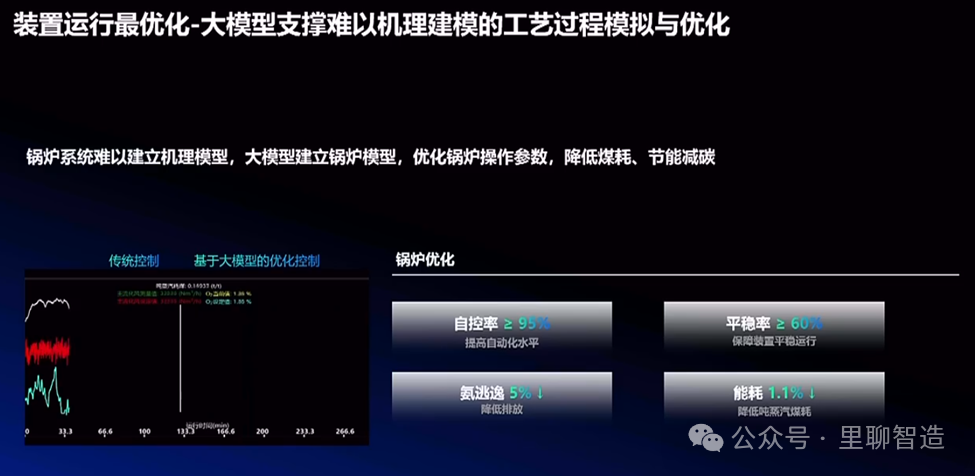 装置运行最优化-大模型支撑难以机理建模的工艺过程模拟与优化
锅炉系统难以建立机理模型，大模型建立锅炉模型，优化锅炉操作参数，降低煤耗、节能减碳
传统控制 基于大模型的优化控制
运行时间(min)
0 33.3 66.6 100 133.3 166.6 200 233.3 266.6
锅炉优化
自控率 ≥ 95%
提高自动化水平
平稳率 ≥ 60%
保障装置平稳运行
氨逃逸 5% ↓
降低排放
能耗 1.1% ↓
降低吨蒸汽煤耗
公众号 · 里聊智造